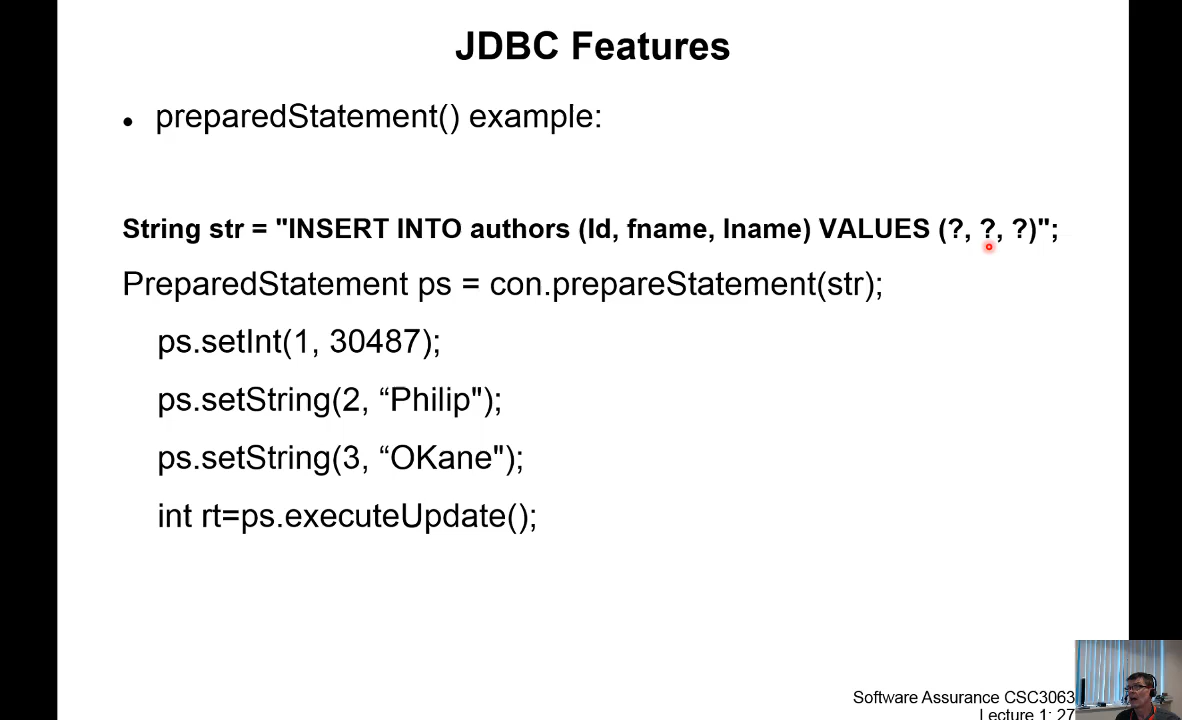 JDBC Features
• preparedStatement() example:
String str = "INSERT INTO authors (Id, fname, lname) VALUES (?, ?, ?)";
PreparedStatement ps = con.prepareStatement(str);
ps.setInt(1, 30487);
ps.setString(2, “Philip");
ps.setString(3, “OKane");
int rt=ps.executeUpdate();
Software Assurance CSC3063
Lecture 1: 27